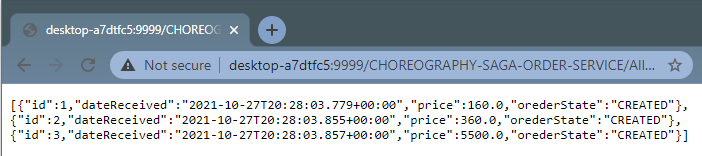 desktop-a7dtfc5:9999/CHOREOG
Not secure | desktop-a7dtfc5:9999/CHOREOGRAPHY-SAGA-ORDER-SERVICE/All...
[{"id":1,"dateReceived":"2021-10-27T20:28:03.779+00:00","price":160.0,"orederState":"CREATED"},
{"id":2,"dateReceived":"2021-10-27T20:28:03.855+00:00","price":360.0,"orederState":"CREATED"},
{"id":3,"dateReceived":"2021-10-27T20:28:03.857+00:00","price":5500.0,"orederState":"CREATED"}]